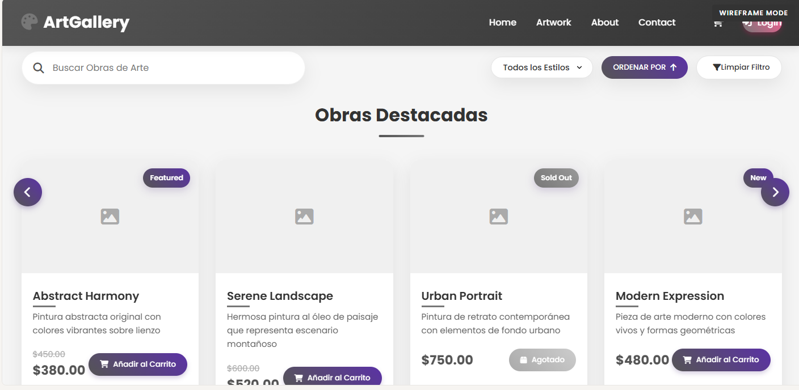 WIREFRAME MODE
ArtGallery
Home Artwork About Contact Login
Buscar Obras de Arte
Todos los Estilos
ORDENAR POR
Limpiar Filtro
Obras Destacadas
Featured
Sold Out
New
Abstract Harmony
Pintura abstracta original con
colores vibrantes sobre lienzo
$450.00
$380.00
Añadir al Carrito
Serene Landscape
Hermosa pintura al óleo de paisaje
que representa escenario
montañoso
$600.00
$520.00
Añadir al Carrito
Urban Portrait
Pintura de retrato contemporánea
con elementos de fondo urbano
$750.00
Agotado
Modern Expression
Pieza de arte moderno con colores
vivos y formas geométricas
$480.00
Añadir al Carrito